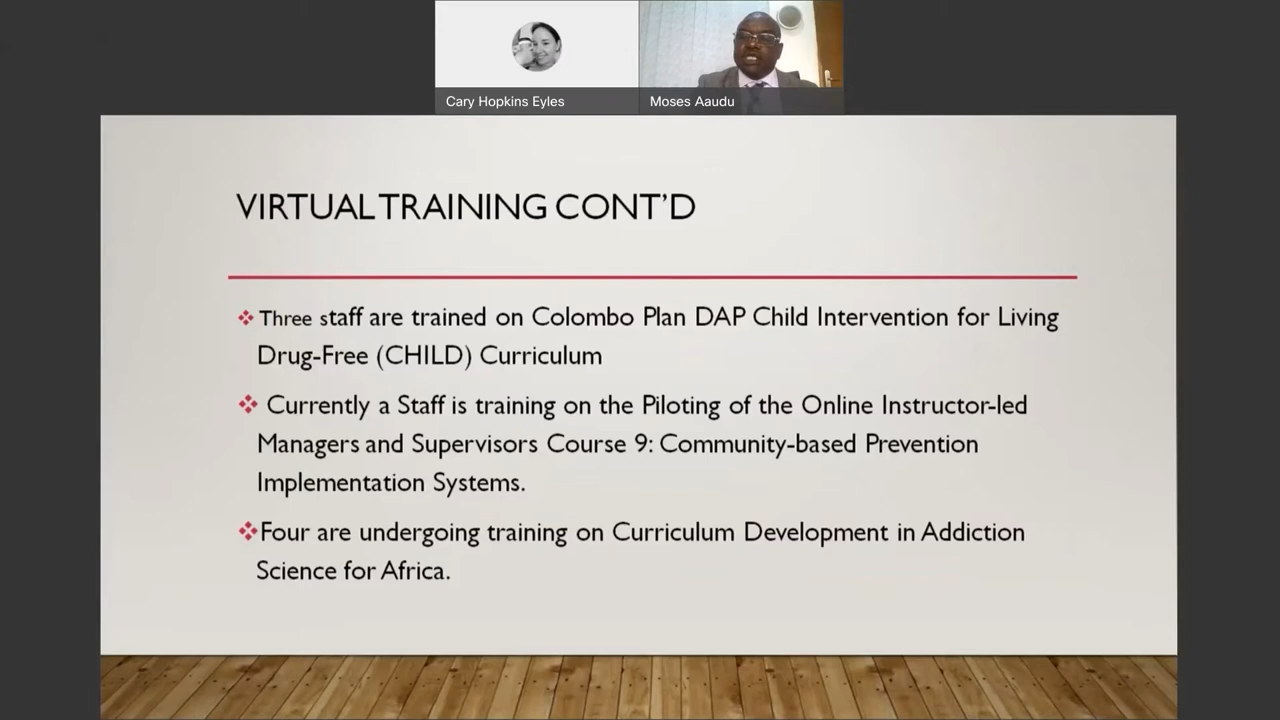 Cary Hopkins Eyles
Moses Aaudu
VIRTUAL TRAINING CONT'D
Three staff are trained on Colombo Plan DAP Child Intervention for Living
Drug-Free (CHILD) Curriculum
Currently a Staff is training on the Piloting of the Online Instructor-led
Managers and Supervisors Course 9: Community-based Prevention
Implementation Systems.
Four are undergoing training on Curriculum Development in Addiction
Science for Africa.